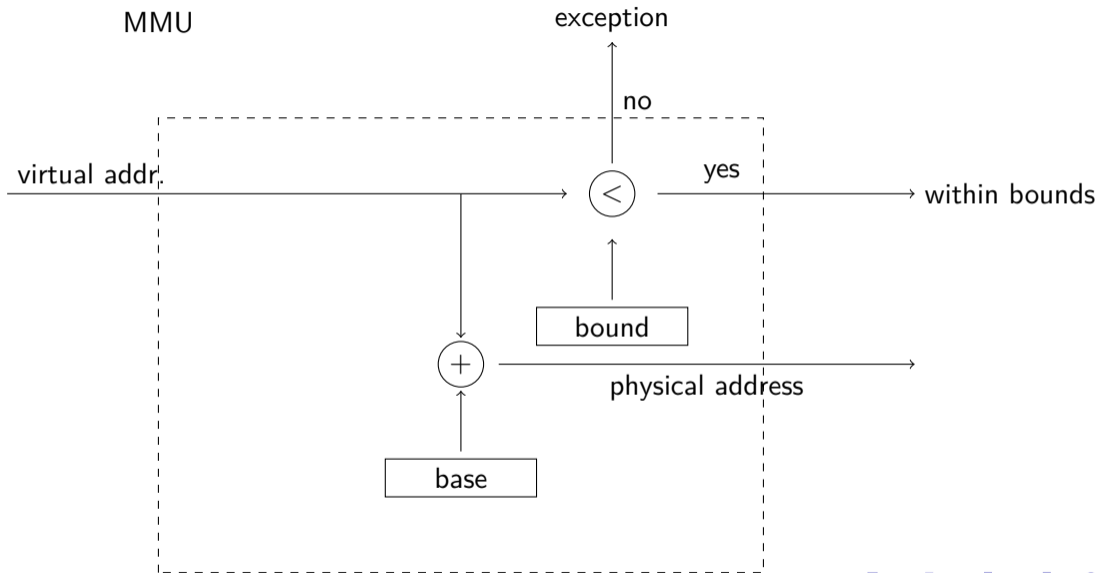 MMU
exception
no
virtual addr.
<
yes
within bounds
bound
+
physical address
base